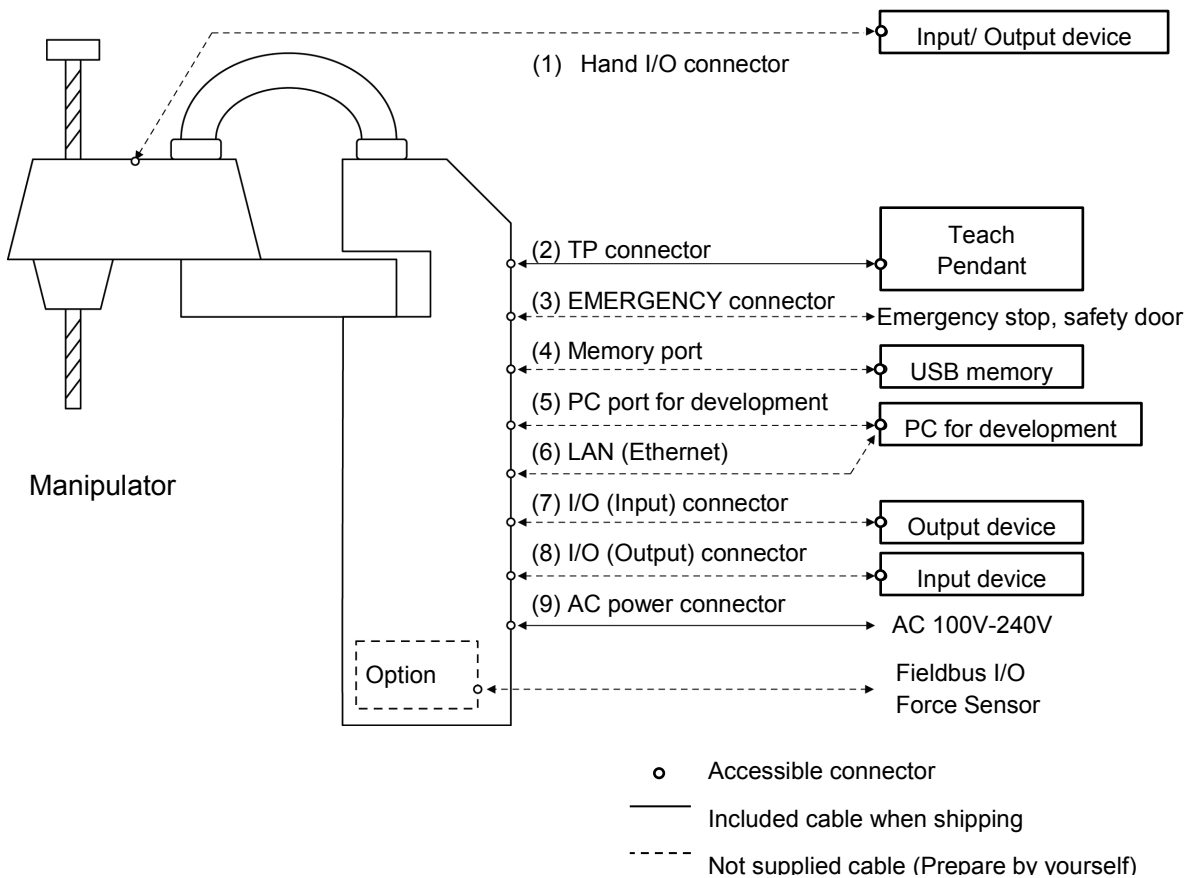 Input/ Output device
(1) Hand I/O connector
(2) TP connector
Teach
Pendant
(3) EMERGENCY connector
Emergency stop, safety door
(4) Memory port
USB memory
(5) PC port for development
PC for development
(6) LAN (Ethernet)
Manipulator
(7) I/O (Input) connector
Output device
(8) I/O (Output) connector
Input device
(9) AC power connector
AC 100V-240V
Option
Fieldbus I/O
Force Sensor
Accessible connector
Included cable when shipping
Not supplied cable (Prepare by yourself)